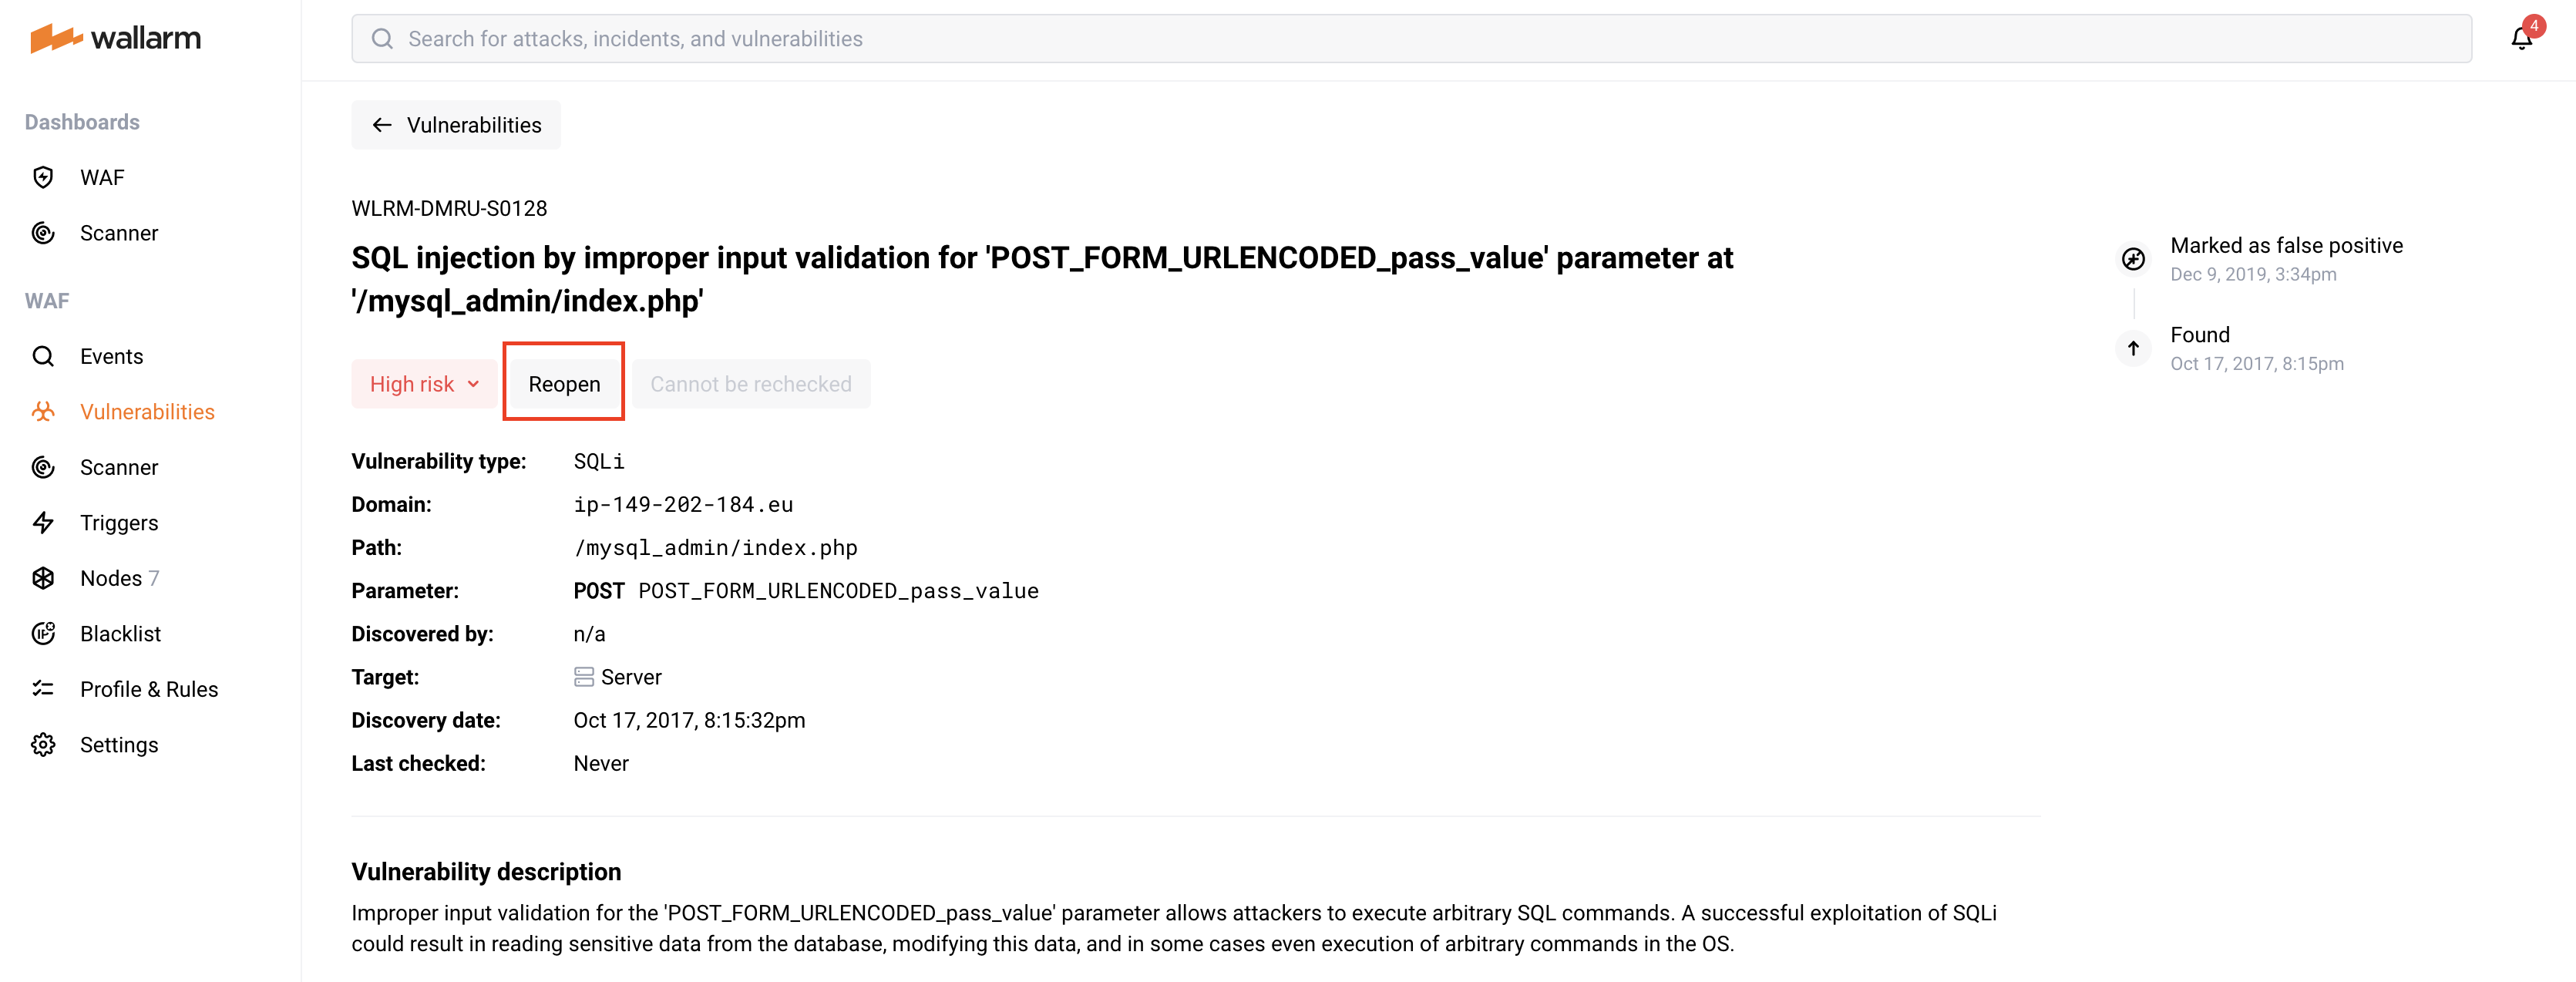 wallarm
Search for attacks, incidents, and vulnerabilities
4
Dashboards
WAF
Scanner
WAF
Events
Vulnerabilities
Scanner
Triggers
Nodes 7
Blacklist
Profile & Rules
Settings
Vulnerabilities
WLRM-DMRU-S0128
SQL injection by improper input validation for 'POST_FORM_URLENCODED_pass_value' parameter at
'/mysql_admin/index.php'
High risk
Reopen
Cannot be rechecked
Vulnerability type: SQLi
Domain: ip-149-202-184.eu
Path: /mysql_admin/index.php
Parameter: POST POST_FORM_URLENCODED_pass_value
Discovered by: n/a
Target: Server
Discovery date: Oct 17, 2017, 8:15:32pm
Last checked: Never
Vulnerability description
Improper input validation for the 'POST_FORM_URLENCODED_pass_value' parameter allows attackers to execute arbitrary SQL commands. A successful exploitation of SQLi
could result in reading sensitive data from the database, modifying this data, and in some cases even execution of arbitrary commands in the OS.
Marked as false positive
Dec 9, 2019, 3:34pm
Found
Oct 17, 2017, 8:15pm